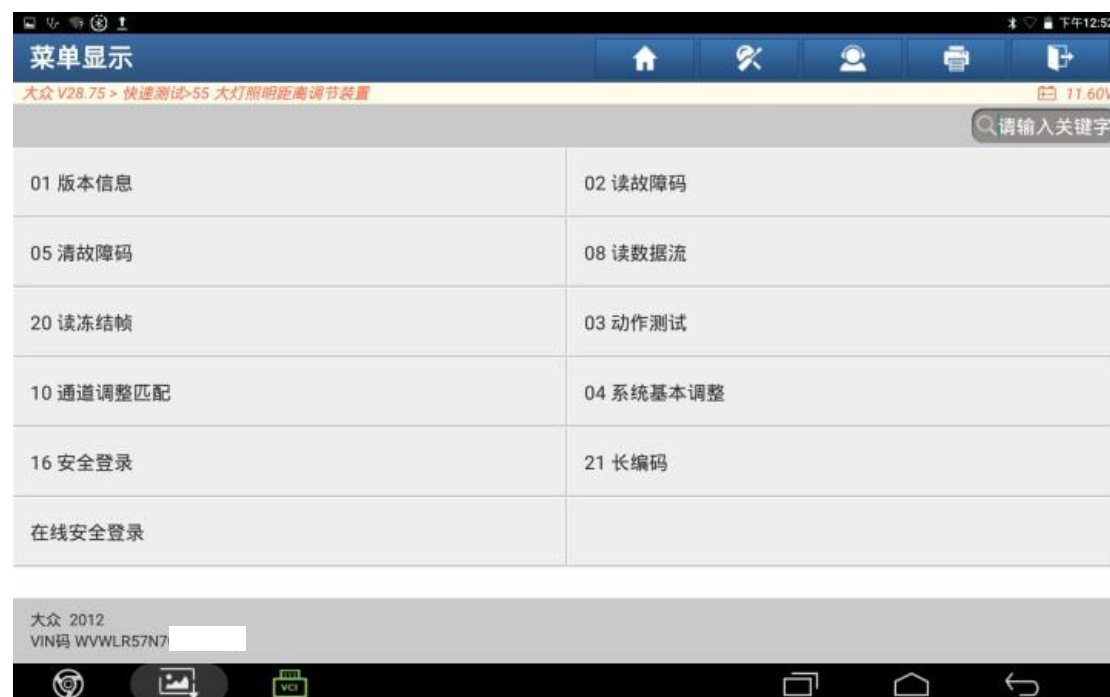 下午12:52
菜单显示
大众 V28.75 > 快速测试>55 大灯照明距离调节装置
11.60V
请输入关键字
01 版本信息
02 读故障码
05 清故障码
08 读数据流
20 读冻结帧
03 动作测试
10 通道调整匹配
04 系统基本调整
16 安全登录
21 长编码
在线安全登录
大众 2012
VIN码 WVWLR57N7
VCI